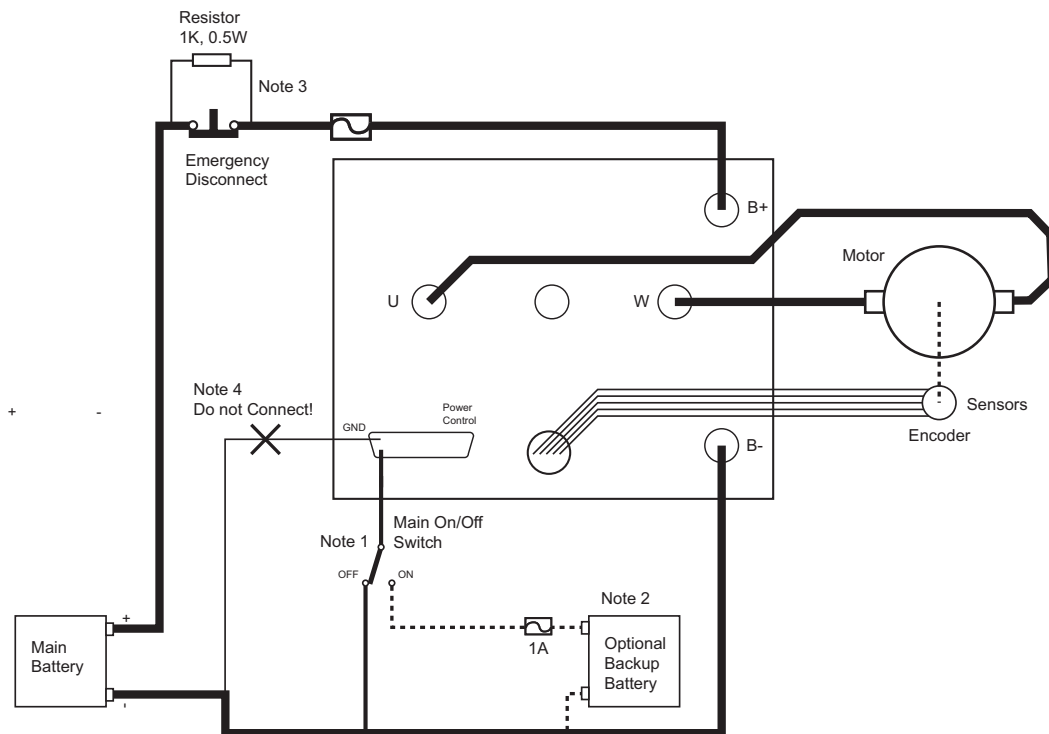 Resistor
1K, 0.5W
Note 3
Emergency
Disconnect
B+
Motor
U
W
Note 4
Do not Connect!
+
-
Power
Control
GND
Sensors
Encoder
B-
Main On/Off
Switch
Note 1
OFF
ON
Note 2
+
Main
Battery
-
1A
Optional
Backup
Battery